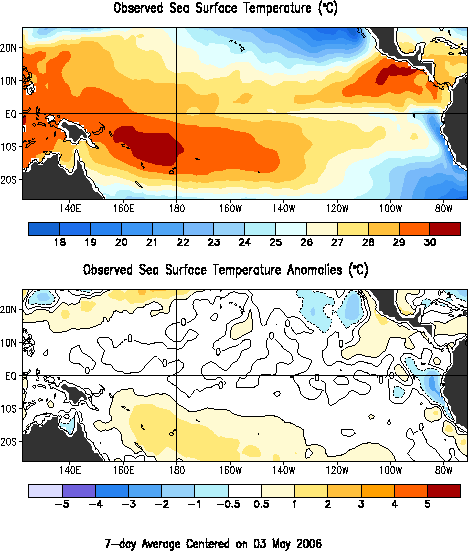 Observed Sea Surface Temperature (°C)
20N
10N
EQ
10S
20S
140E 160E 180 160W 140W 120W 100W 80W
18 19 20 21 22 23 24 25 26 27 28 29 30
Observed Sea Surface Temperature Anomalies (°C)
20N
10N
EQ
10S
20S
140E 160E 180 160W 140W 120W 100W 80W
-5 -4 -3 -2 -1 -0.5 0.5 1 2 3 4 5
7-day Average Centered on 03 May 2006